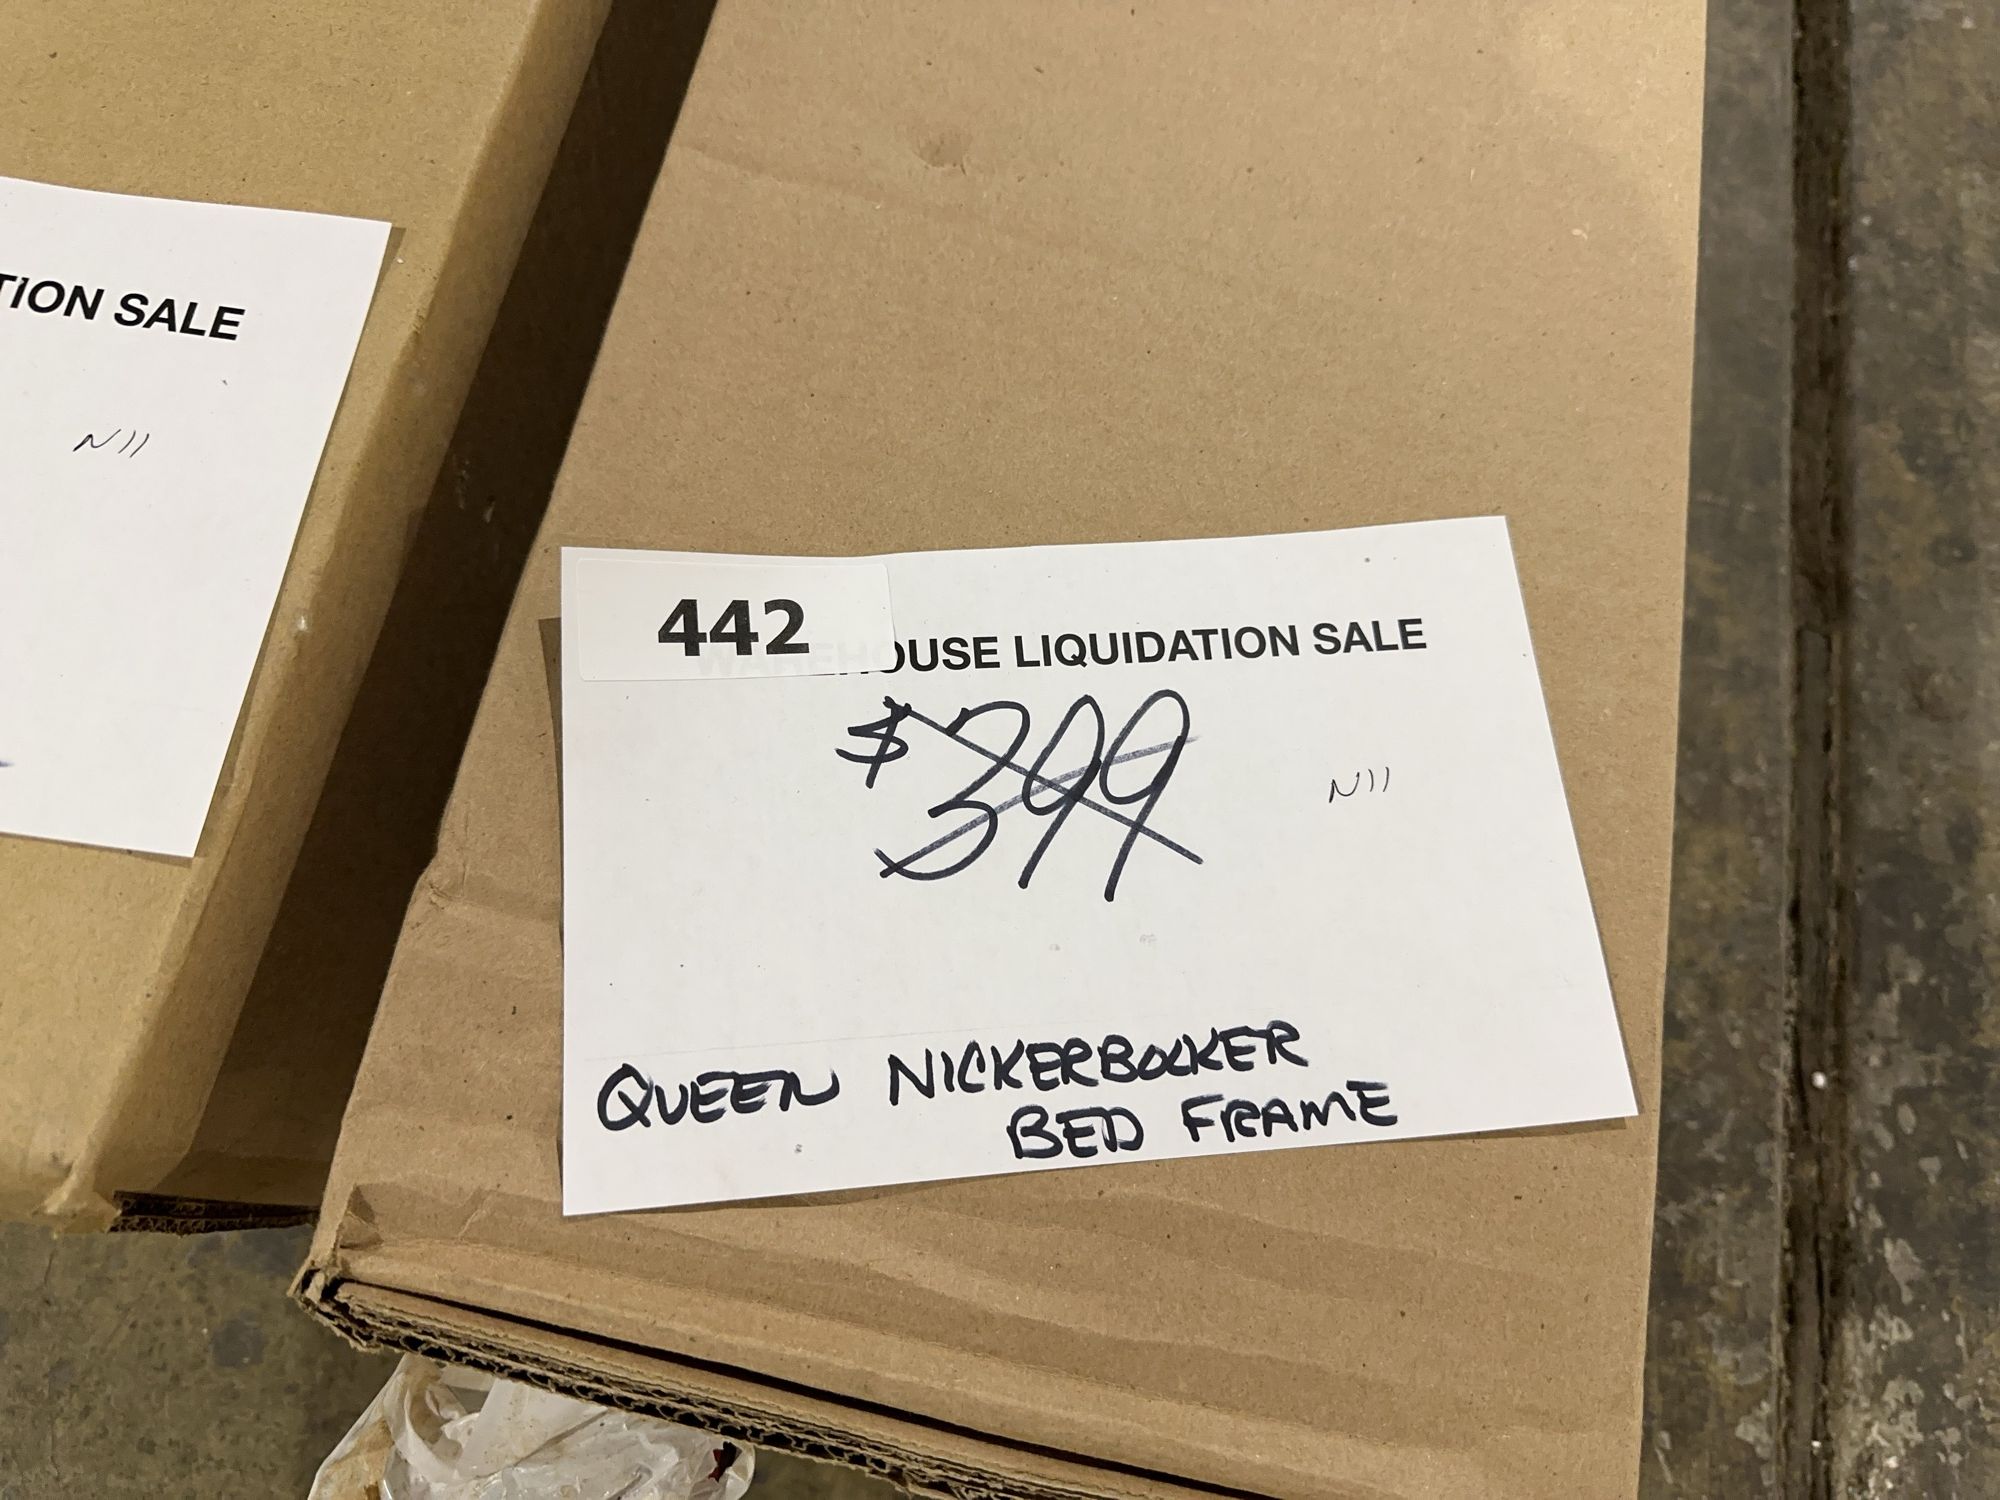 TION SALE
N11
442
WAREHOUSE LIQUIDATION SALE
$399
N11
QUEEN NICKERBOCKER
BED FRAME